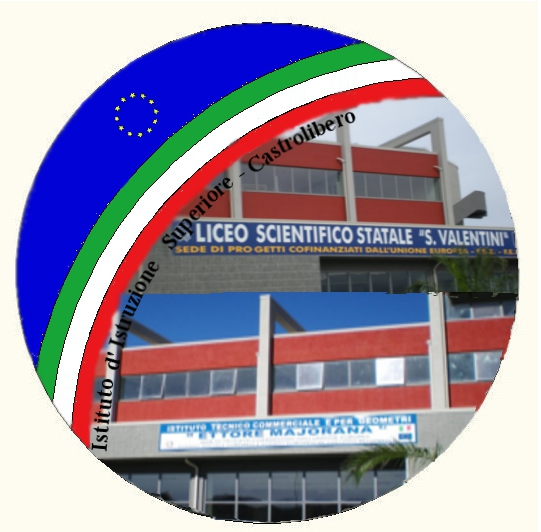 Istituto d' Istruzione Superiore - Castrolibero
LICEO SCIENTIFICO STATALE "S. VALENTINI"
SEDE DI PROGETTI COFINANZIATI DALL'UNIONE EUROPEA - F.S.E. - F.E.
ISTITUTO TECNICO COMMERCIALE E PER GEOMETRI
"ETTORE MAJORANA"